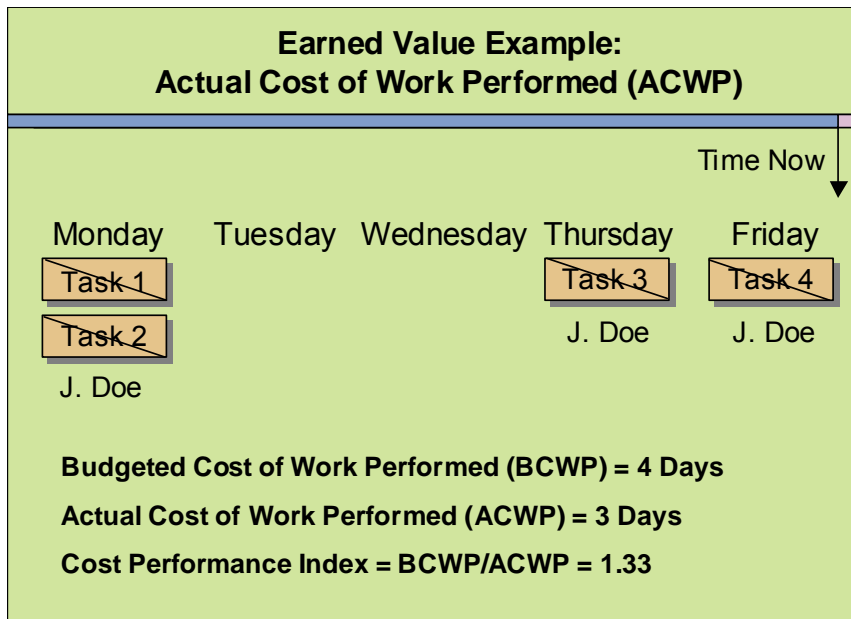 Earned Value Example:
Actual Cost of Work Performed (ACWP)
Time Now
Monday Tuesday Wednesday Thursday Friday
Task 1 Task 3 Task 4
Task 2 J. Doe J. Doe
J. Doe
Budgeted Cost of Work Performed (BCWP) = 4 Days
Actual Cost of Work Performed (ACWP) = 3 Days
Cost Performance Index = BCWP/ACWP = 1.33